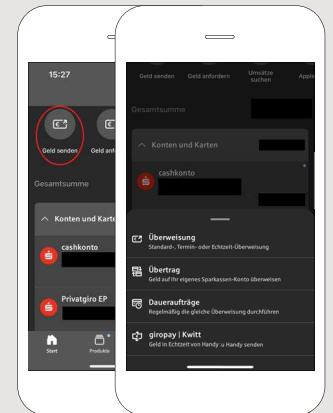 15:27
Geld senden
Geld anf
Gesamtsumme
Konten und Karte
cashkonto
Privatgiro EP
Start
Produkte
Geld senden Geld anfordern Umsätze suchen Apple
Gesamtsumme
Konten und Karten
cashkonto
Überweisung
Standard-, Termin- oder Echtzeit-Überweisung
Übertrag
Geld auf Ihr eigenes Sparkassen-Konto überweisen
Daueraufträge
Regelmäßig die gleiche Überweisung durchführen
giropay | Kwitt
Geld in Echtzeit von Handy zu Handy senden